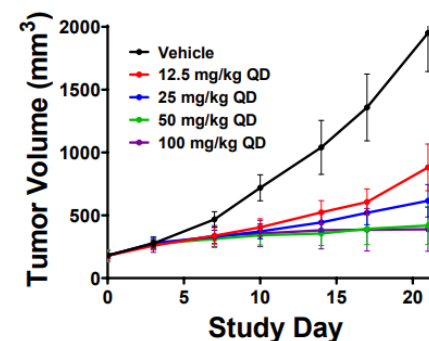 Tumor Volume (mm³)
2000
1500
1000
500
0
Vehicle
12.5 mg/kg QD
25 mg/kg QD
50 mg/kg QD
100 mg/kg QD
0 5 10 15 20
Study Day